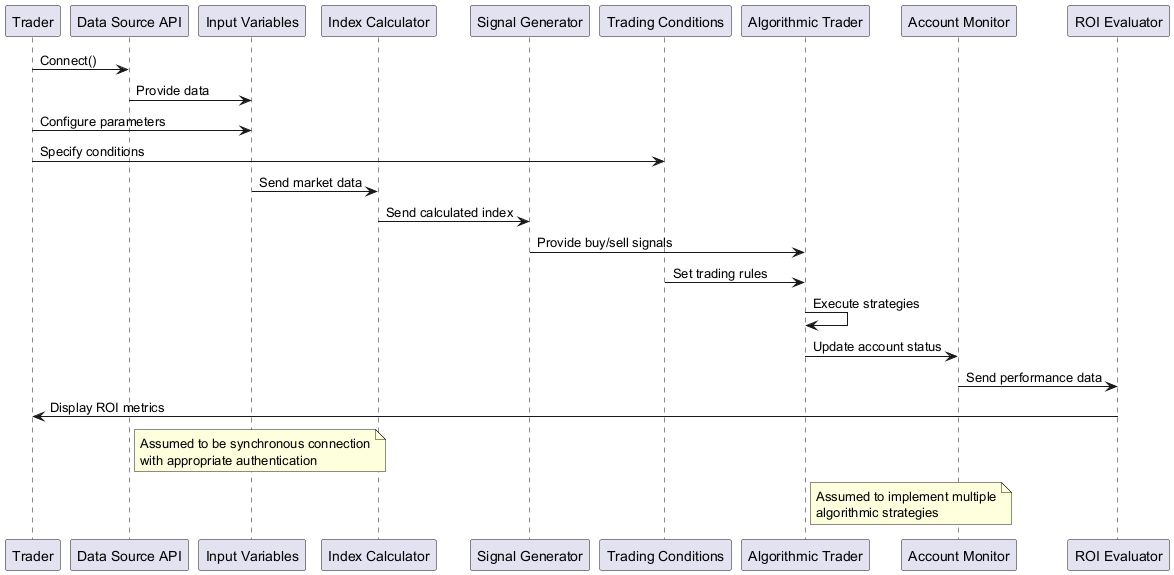 Trader
Data Source API
Input Variables
Index Calculator
Signal Generator
Trading Conditions
Algorithmic Trader
Account Monitor
ROI Evaluator
Connect()
Provide data
Configure parameters
Specify conditions
Send market data
Send calculated index
Provide buy/sell signals
Set trading rules
Execute strategies
Update account status
Send performance data
Display ROI metrics
Assumed to be synchronous connection
with appropriate authentication
Assumed to implement multiple
algorithmic strategies
Trader
Data Source API
Input Variables
Index Calculator
Signal Generator
Trading Conditions
Algorithmic Trader
Account Monitor
ROI Evaluator